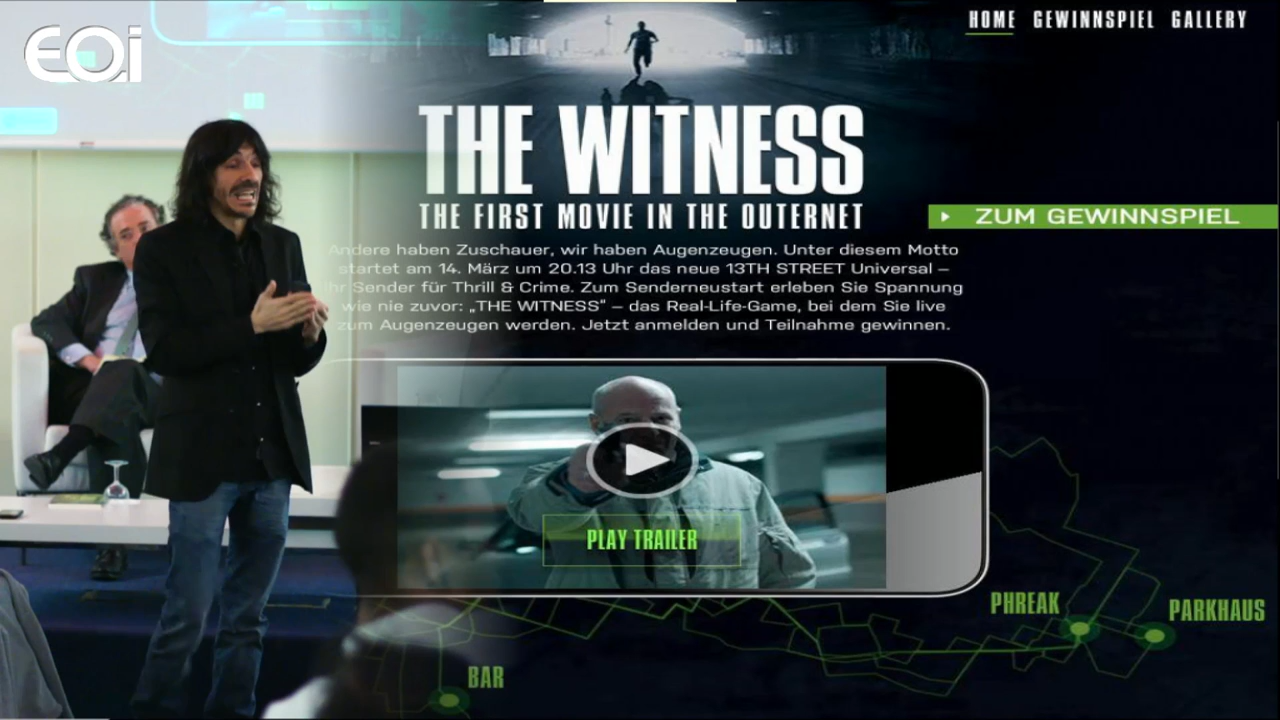 EOi
HOME GEWINNSPIEL GALLERY
THE WITNESS
THE FIRST MOVIE IN THE OUTERNET
ZUM GEWINNSPIEL
Andere haben Zuschauer, wir haben Augenzeugen. Unter diesem Motto
startet am 14. März um 20.13 Uhr das neue 13TH STREET Universal –
Ihr Sender für Thrill & Crime. Zum Senderneustart erleben Sie Spannung
wie nie zuvor: „THE WITNESS" – das Real-Life-Game, bei dem Sie live
zum Augenzeugen werden. Jetzt anmelden und Teilnahme gewinnen.
PLAY TRAILER
PHREAK
PARKHAUS
BAR